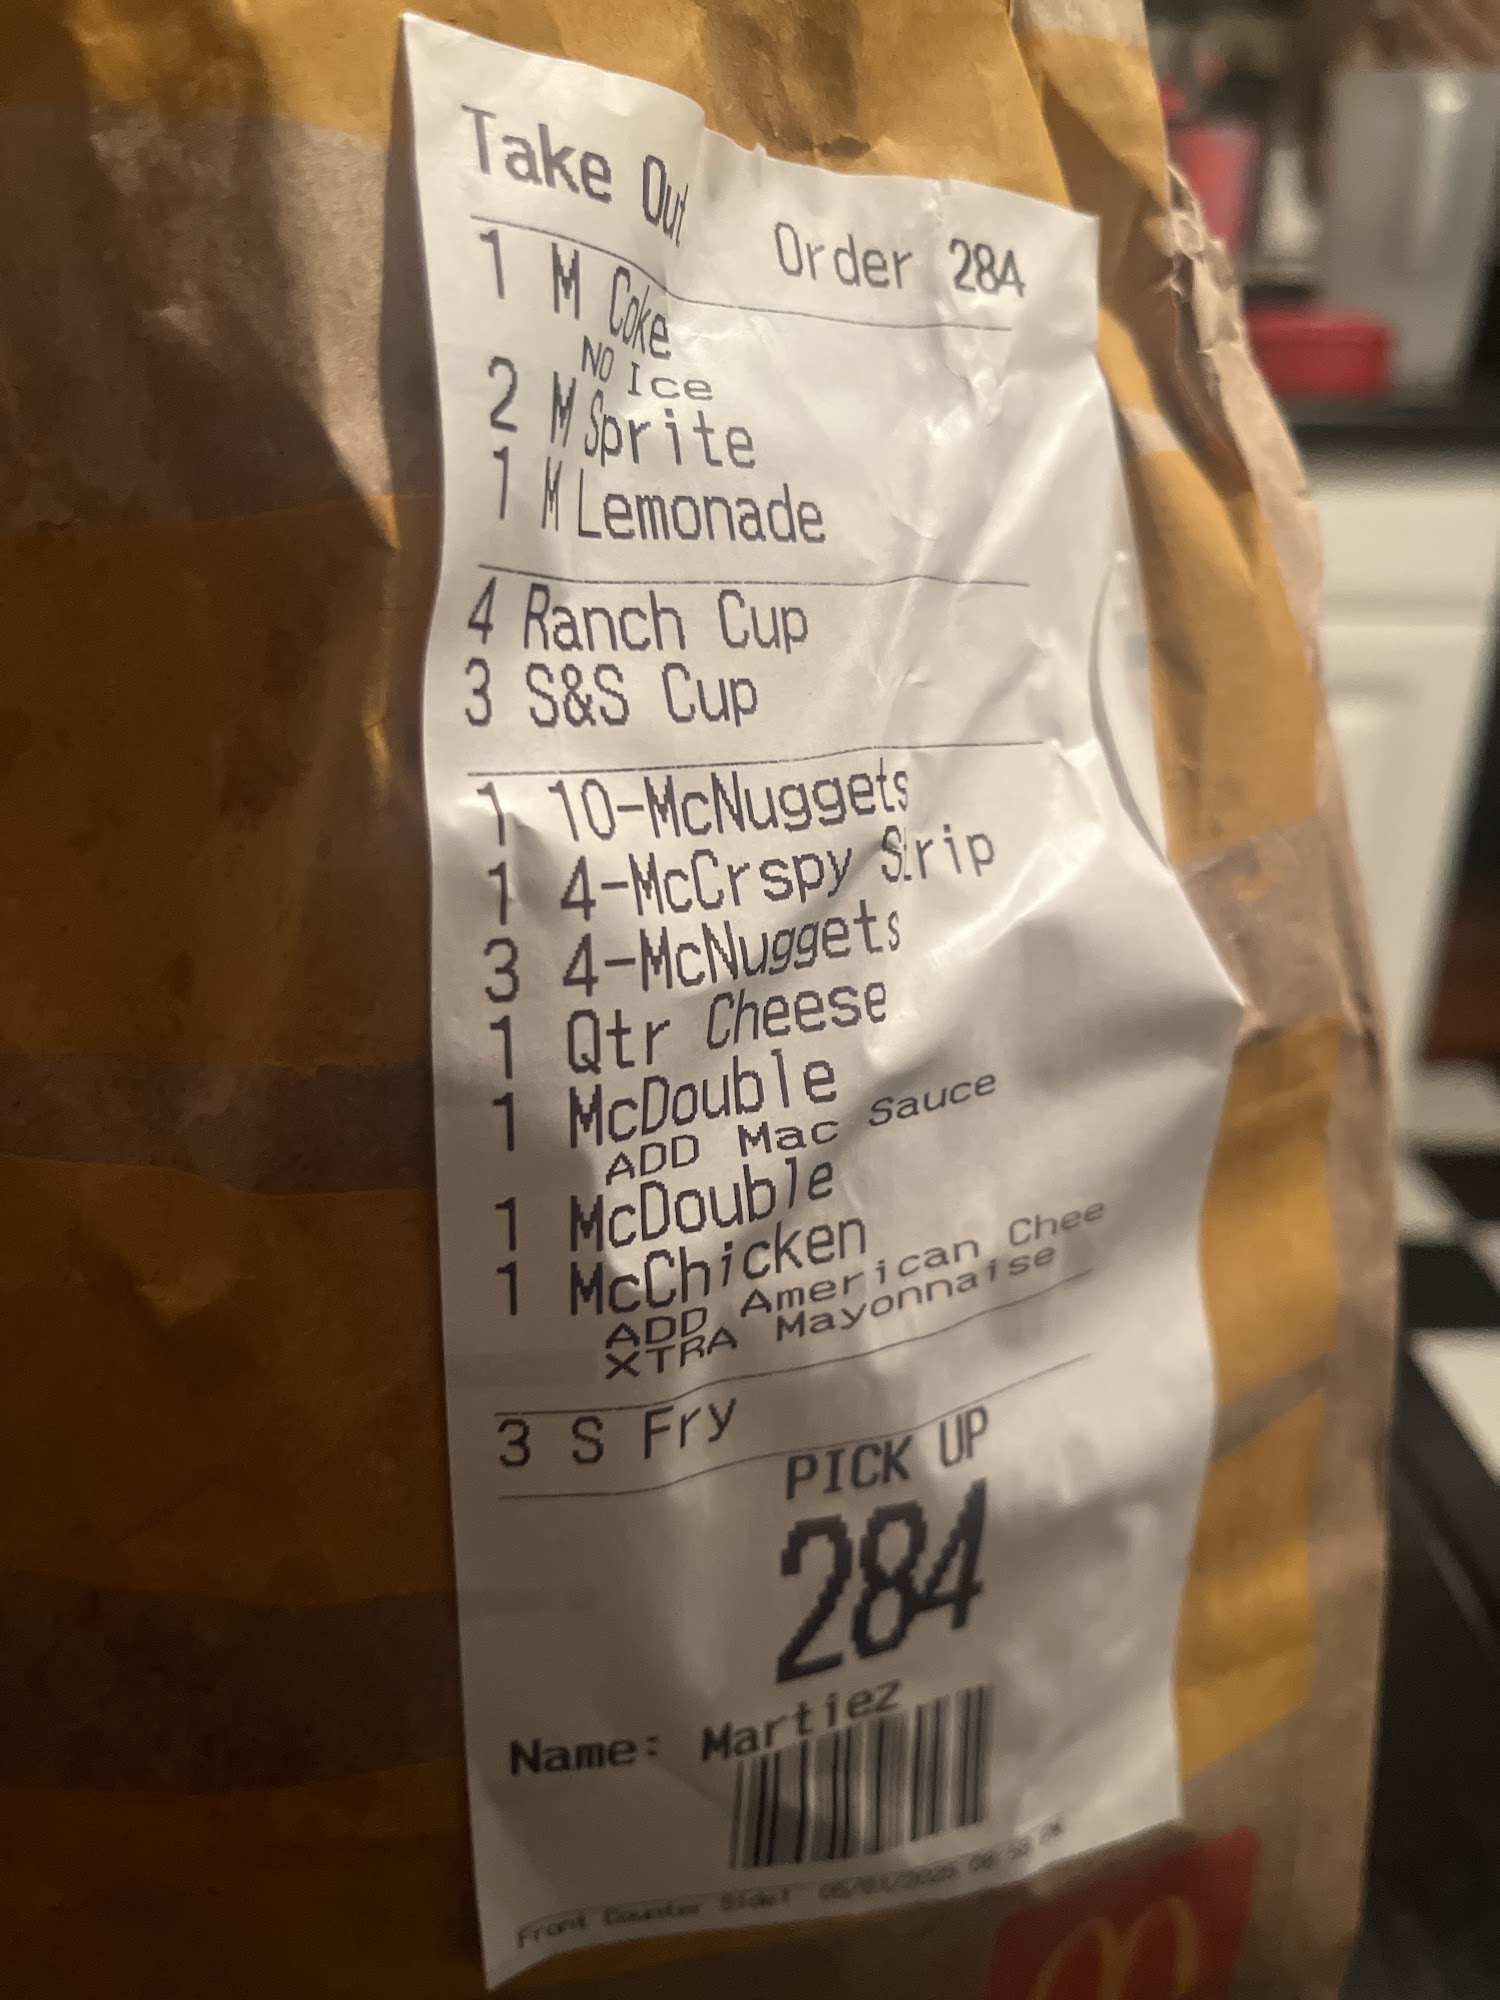 Take Out Order 284
1 M Coke
NO Ice
2 M Sprite
1 M Lemonade
4 Ranch Cup
3 S&S Cup
1 10-McNuggets
1 4-McCrspy Strip
3 4-McNuggets
1 Qtr Cheese
1 McDouble
ADD Mac Sauce
1 McDouble
1 McChicken
ADD American Chee
XTRA Mayonnaise
3 S Fry
PICK UP
284
Name: Martiez
Front Counter